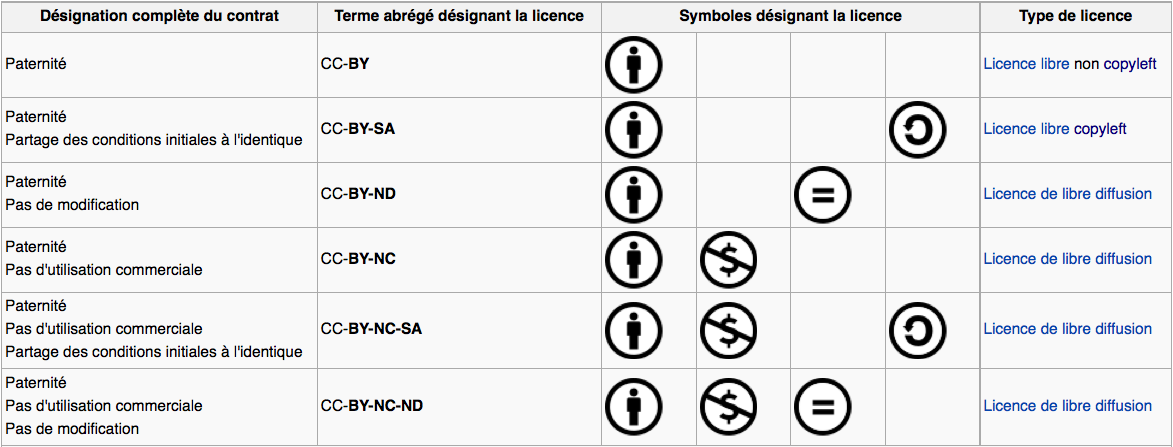 Désignation complète du contrat
Terme abrégé désignant la licence
Symboles désignant la licence
Type de licence
Paternité
CC-BY
Licence libre non copyleft
Paternité
Partage des conditions initiales à l'identique
CC-BY-SA
Licence libre copyleft
Paternité
Pas de modification
CC-BY-ND
=
Licence de libre diffusion
Paternité
Pas d'utilisation commerciale
CC-BY-NC
$
Licence de libre diffusion
Paternité
Pas d'utilisation commerciale
Partage des conditions initiales à l'identique
CC-BY-NC-SA
$
Licence de libre diffusion
Paternité
Pas d'utilisation commerciale
Pas de modification
CC-BY-NC-ND
$
=
Licence de libre diffusion